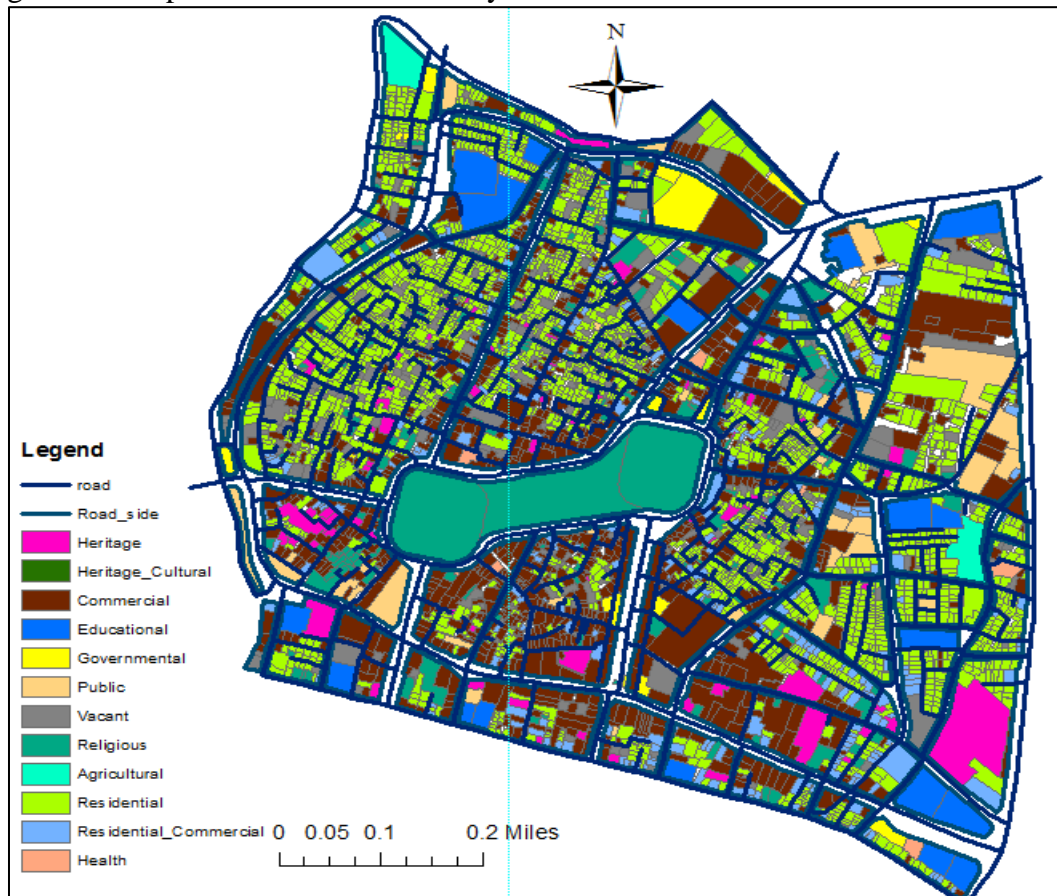 N
Legend
road
Road_side
Heritage
Heritage_Cultural
Commercial
Educational
Governmental
Public
Vacant
Religious
Agricultural
Residential
Residential_Commercial
Health
0 0.05 0.1 0.2 Miles